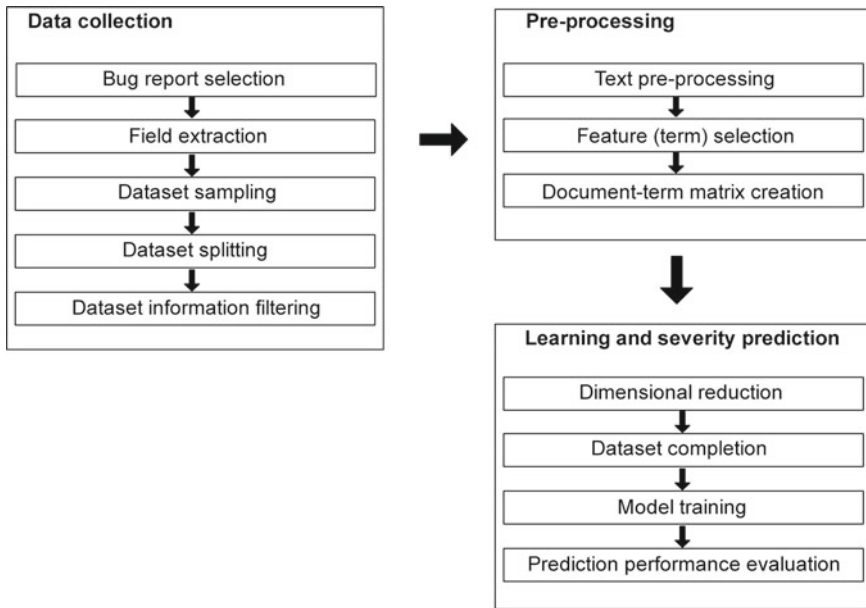 Data collection
Bug report selection
Field extraction
Dataset sampling
Dataset splitting
Dataset information filtering
Pre-processing
Text pre-processing
Feature (term) selection
Document-term matrix creation
Learning and severity prediction
Dimensional reduction
Dataset completion
Model training
Prediction performance evaluation